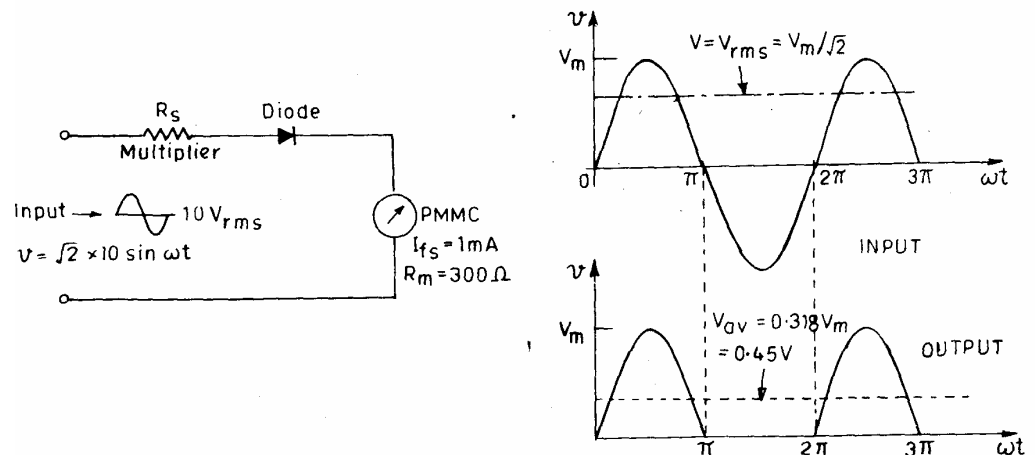 R_S
Multiplier
Diode
Input → 10 V_rms
v = √2 × 10 sin ωt
PMMC
I_fs = 1mA
R_m = 300 Ω
v
V_m
V = V_rms = V_m/√2
0
π
2π
3π
ωt
INPUT
v
V_m
V_av = 0.318 V_m
= 0.45 V
OUTPUT
π
2π
3π
ωt